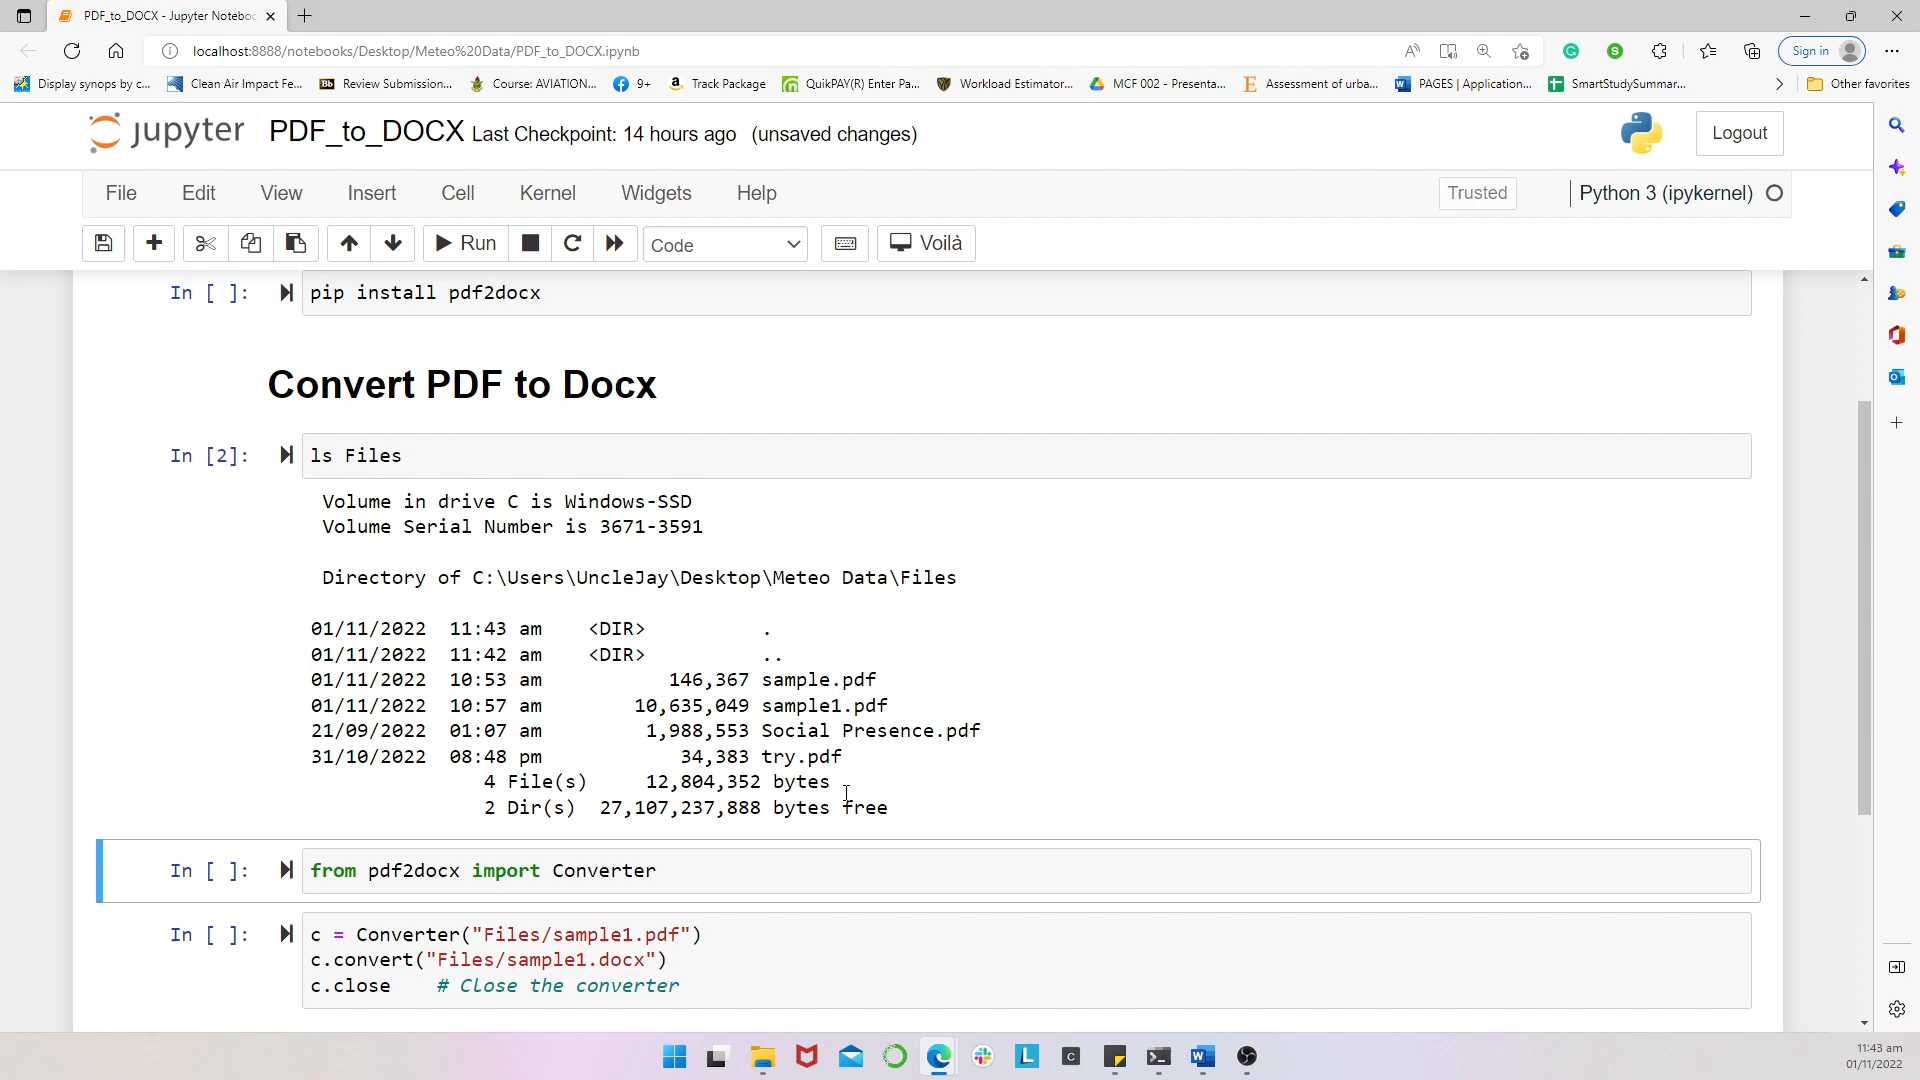 PDF_to_DOCX - Jupyter Noteboo
localhost:8888/notebooks/Desktop/Meteo%20Data/PDF_to_DOCX.ipynb
Sign in
Display synops by c...
Clean Air Impact Fe...
Bb Review Submission...
Course: AVIATION...
9+
Track Package
QuikPAY(R) Enter Pa...
Workload Estimator...
MCF 002 - Presenta...
Assessment of urba...
PAGES | Application...
SmartStudySummar...
Other favorites
jupyter PDF_to_DOCX Last Checkpoint: 14 hours ago (unsaved changes)
Logout
File Edit View Insert Cell Kernel Widgets Help
Trusted
Python 3 (ipykernel)
Run
Code
Voilà
In [ ]: pip install pdf2docx
Convert PDF to Docx
In [2]: ls Files
Volume in drive C is Windows-SSD
Volume Serial Number is 3671-3591
Directory of C:\Users\UncleJay\Desktop\Meteo Data\Files
01/11/2022 11:43 am <DIR> .
01/11/2022 11:42 am <DIR> ..
01/11/2022 10:53 am 146,367 sample.pdf
01/11/2022 10:57 am 10,635,049 sample1.pdf
21/09/2022 01:07 am 1,988,553 Social Presence.pdf
31/10/2022 08:48 pm 34,383 try.pdf
4 File(s) 12,804,352 bytes
2 Dir(s) 27,107,237,888 bytes free
In [ ]: from pdf2docx import Converter
In [ ]: c = Converter("Files/sample1.pdf")
c.convert("Files/sample1.docx")
c.close # Close the converter
11:43 am
01/11/2022